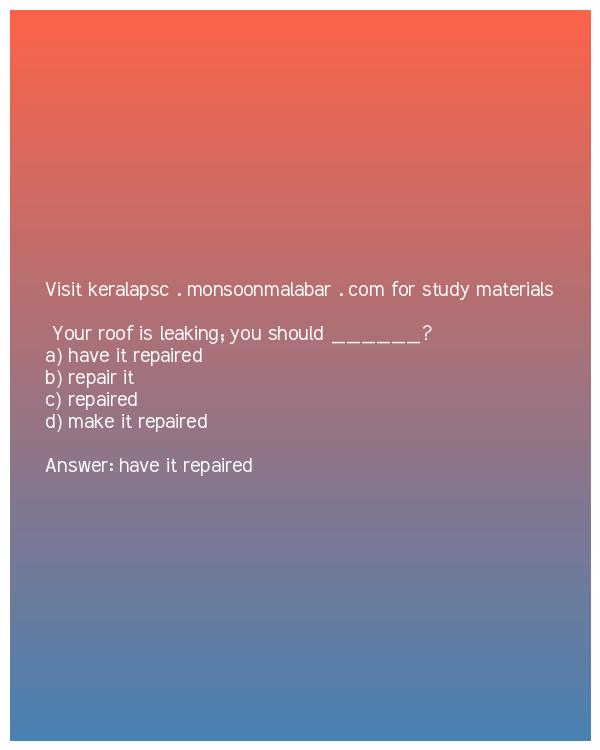 Visit keralapsc . monsoonmalabar . com for study materials
Your roof is leaking; you should ______?
a) have it repaired
b) repair it
c) repaired
d) make it repaired
Answer: have it repaired